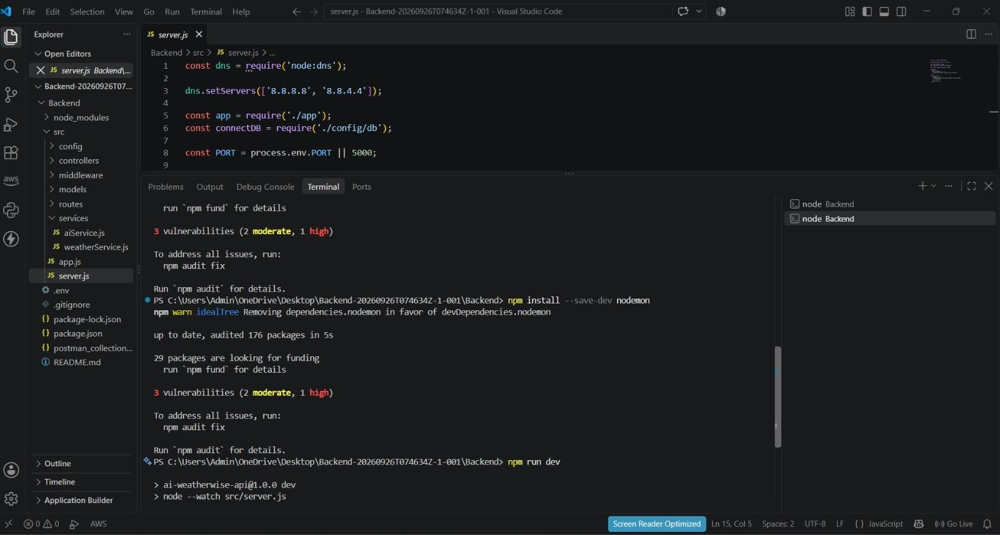 File Edit Selection View Go Run Terminal Help
server.js - Backend-20260926T074634Z-1-001 - Visual Studio Code
Explorer
Open Editors
JS server.js Backend\...
Backend-20260926T07...
Backend
node_modules
src
config
controllers
middleware
models
routes
services
JS aiService.js
JS weatherService.js
JS app.js
JS server.js
.env
.gitignore
{} package-lock.json
{} package.json
{} postman_collection...
README.md
Outline
Timeline
Application Builder
aws
JS server.js
Backend > src > JS server.js > ...
1 const dns = require('node:dns');
2
3 dns.setServers(['8.8.8.8', '8.8.4.4']);
4
5 const app = require('./app');
6 const connectDB = require('./config/db');
7
8 const PORT = process.env.PORT || 5000;
9
Problems Output Debug Console Terminal Ports
run `npm fund` for details
3 vulnerabilities (2 moderate, 1 high)
To address all issues, run:
npm audit fix
Run `npm audit` for details.
PS C:\Users\Admin\OneDrive\Desktop\Backend-20260926T074634Z-1-001\Backend> npm install --save-dev nodemon
npm warn idealTree Removing dependencies.nodemon in favor of devDependencies.nodemon
up to date, audited 176 packages in 5s
29 packages are looking for funding
run `npm fund` for details
3 vulnerabilities (2 moderate, 1 high)
To address all issues, run:
npm audit fix
Run `npm audit` for details.
PS C:\Users\Admin\OneDrive\Desktop\Backend-20260926T074634Z-1-001\Backend> npm run dev
> ai-weatherwise-api@1.0.0 dev
> node --watch src/server.js
node Backend
node Backend
0 0 AWS
Screen Reader Optimized Ln 15, Col 5 Spaces: 2 UTF-8 LF {} JavaScript Go Live